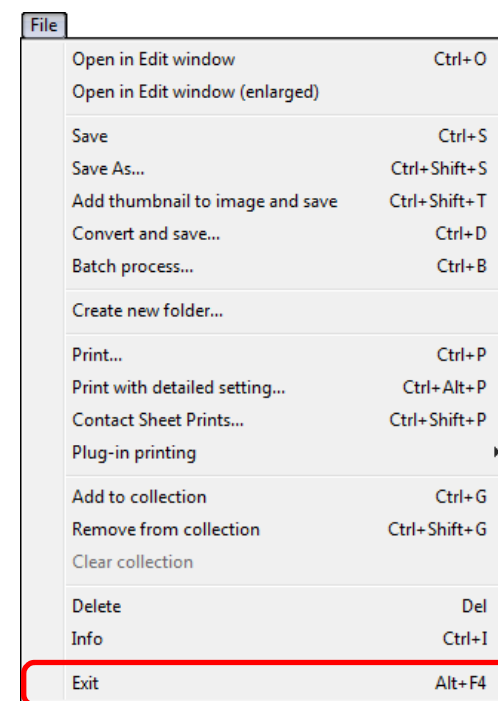 File
Open in Edit window Ctrl+O
Open in Edit window (enlarged)
Save Ctrl+S
Save As... Ctrl+Shift+S
Add thumbnail to image and save Ctrl+Shift+T
Convert and save... Ctrl+D
Batch process... Ctrl+B
Create new folder...
Print... Ctrl+P
Print with detailed setting... Ctrl+Alt+P
Contact Sheet Prints... Ctrl+Shift+P
Plug-in printing
Add to collection Ctrl+G
Remove from collection Ctrl+Shift+G
Clear collection
Delete Del
Info Ctrl+I
Exit Alt+F4